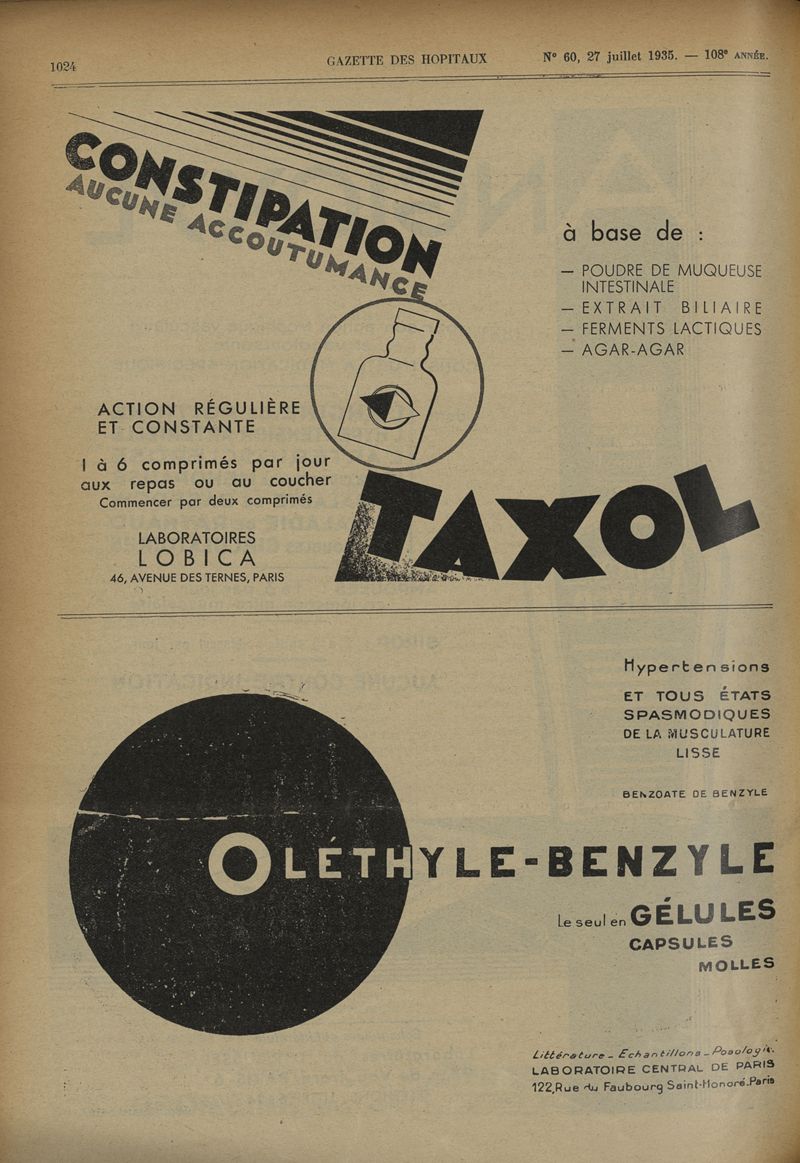 1024
GAZETTE DES HOPITAUX
N° 60, 27 juillet 1935. — 108e ANNÉE.
CONSTIPATION
AUCUNE ACCOUTUMANCE
à base de :
— POUDRE DE MUQUEUSE
INTESTINALE
— EXTRAIT BILIAIRE
— FERMENTS LACTIQUES
— AGAR-AGAR
ACTION RÉGULIÈRE
ET CONSTANTE
1 à 6 comprimés par jour
aux repas ou au coucher
Commencer par deux comprimés
TAXOL
LABORATOIRES
LOBICA
46, AVENUE DES TERNES, PARIS
Hypertensions
ET TOUS ÉTATS
SPASMODIQUES
DE LA MUSCULATURE
LISSE
BENZOATE DE BENZYLE
OLÉTHYLE-BENZYLE
Le seul en GÉLULES
CAPSULES
MOLLES
Littérature _ Echantillons _ Posologie.
LABORATOIRE CENTRAL DE PARIS
122, Rue du Faubourg Saint-Honoré-Paris